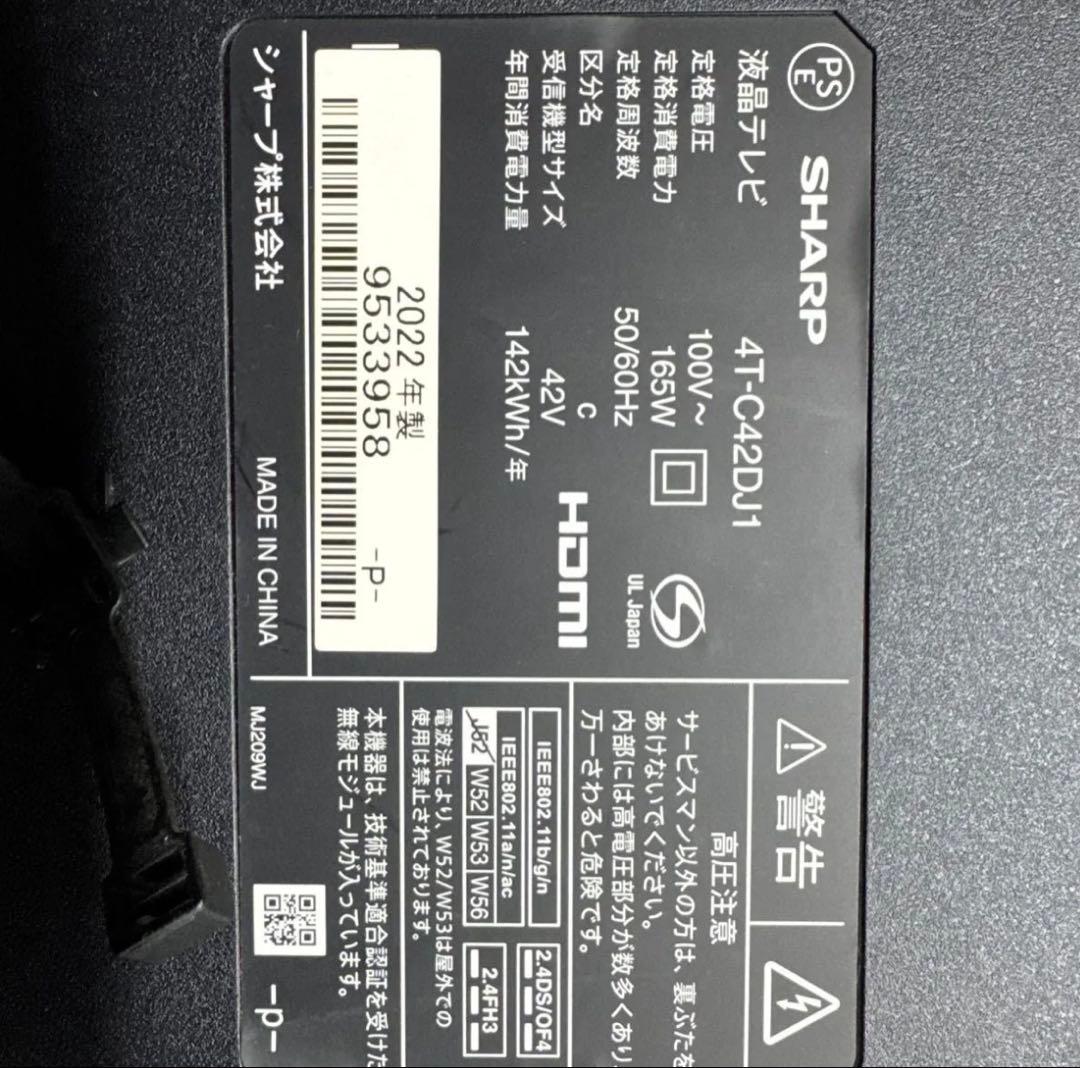 PSE
SHARP
液晶テレビ 4T-C42DJ1
定格電圧 100V~
定格消費電力 165W
定格周波数 50/60Hz
区分名 C
受信機型サイズ 42V
年間消費電力量 142kWh/年
UL Japan
HDMI
2022年製
9533958 -P-
シャープ株式会社 MADE IN CHINA
警告
高圧注意
サービスマン以外の方は、裏ぶたを
あけないでください。
内部には高電圧部分が数多くあり、
万一さわると危険です。
IEEE802.11b/g/n
IEEE802.11a/n/ac
J52 W52 W53 W56
2.4DS/OF4
2.4FH3
電波法により、W52/W53は屋外での
使用は禁止されております。
本機器は、技術基準適合認証を受けた
無線モジュールが入っています。
MJ209WJ -P-